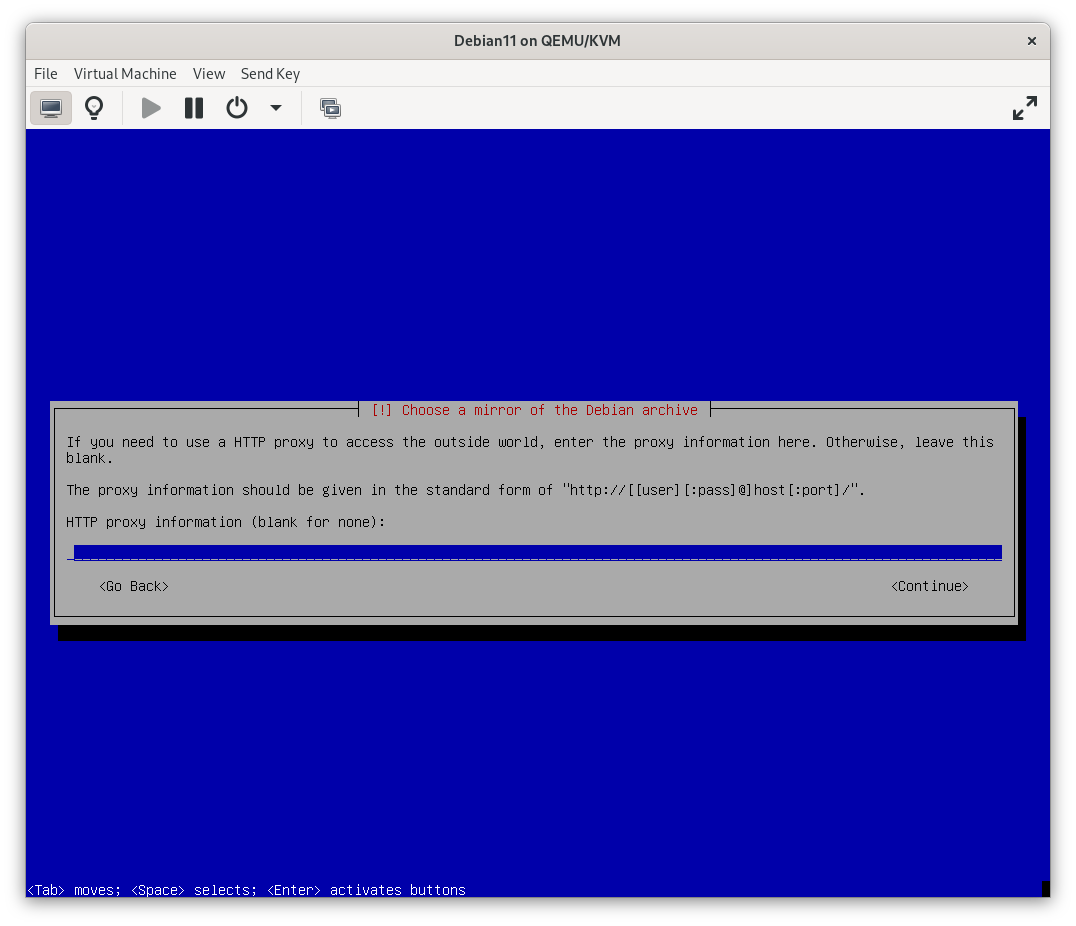 Debian11 on QEMU/KVM
File Virtual Machine View Send Key
[!] Choose a mirror of the Debian archive
If you need to use a HTTP proxy to access the outside world, enter the proxy information here. Otherwise, leave this
blank.
The proxy information should be given in the standard form of "http://[[user][:pass]@]host[:port]/".
HTTP proxy information (blank for none):
<Go Back> <Continue>
<Tab> moves; <Space> selects; <Enter> activates buttons